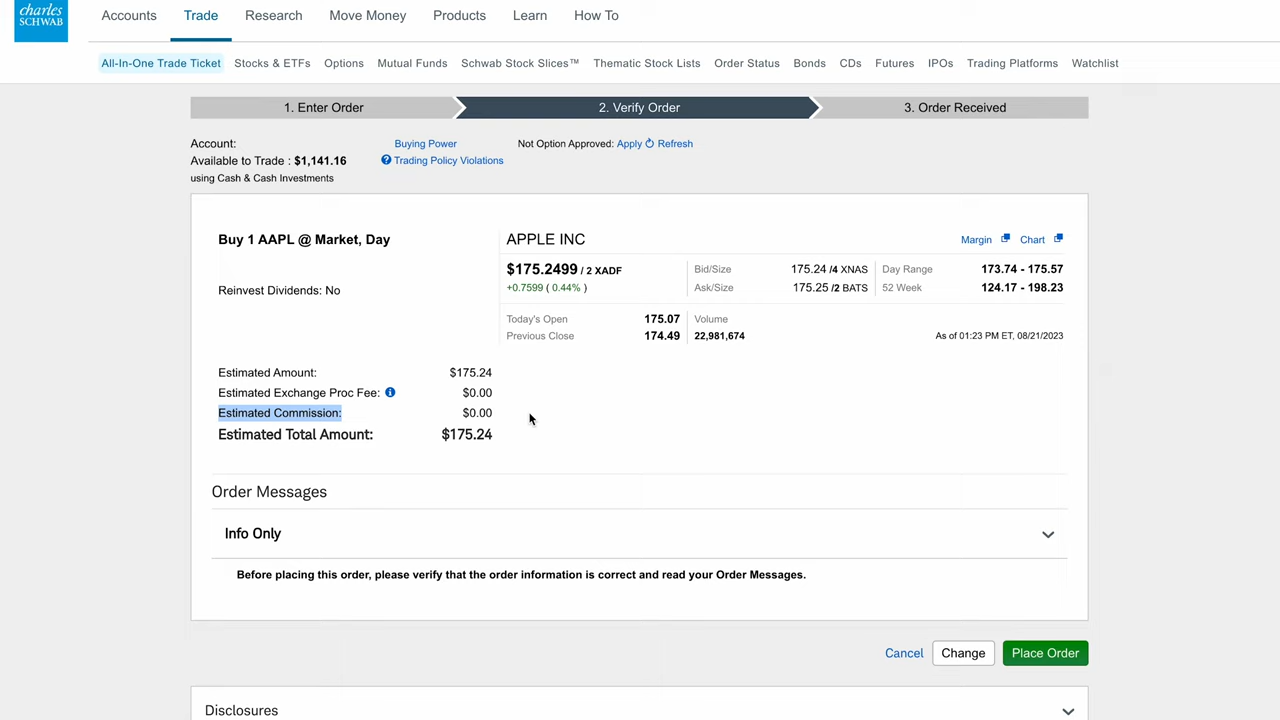 charles
SCHWAB
Accounts Trade Research Move Money Products Learn How To
All-In-One Trade Ticket Stocks & ETFs Options Mutual Funds Schwab Stock Slices™ Thematic Stock Lists Order Status Bonds CDs Futures IPOs Trading Platforms Watchlist
1. Enter Order 2. Verify Order 3. Order Received
Account: Buying Power Not Option Approved: Apply Refresh
Available to Trade : $1,141.16 Trading Policy Violations
using Cash & Cash Investments
Buy 1 AAPL @ Market, Day
Reinvest Dividends: No
APPLE INC Margin Chart
$175.2499 / 2 XADF Bid/Size 175.24 /4 XNAS Day Range 173.74 - 175.57
+0.7599 ( 0.44% ) Ask/Size 175.25 /2 BATS 52 Week 124.17 - 198.23
Today's Open 175.07 Volume
Previous Close 174.49 22,981,674 As of 01:23 PM ET, 08/21/2023
Estimated Amount: $175.24
Estimated Exchange Proc Fee: $0.00
Estimated Commission: $0.00
Estimated Total Amount: $175.24
Order Messages
Info Only
Before placing this order, please verify that the order information is correct and read your Order Messages.
Cancel Change Place Order
Disclosures